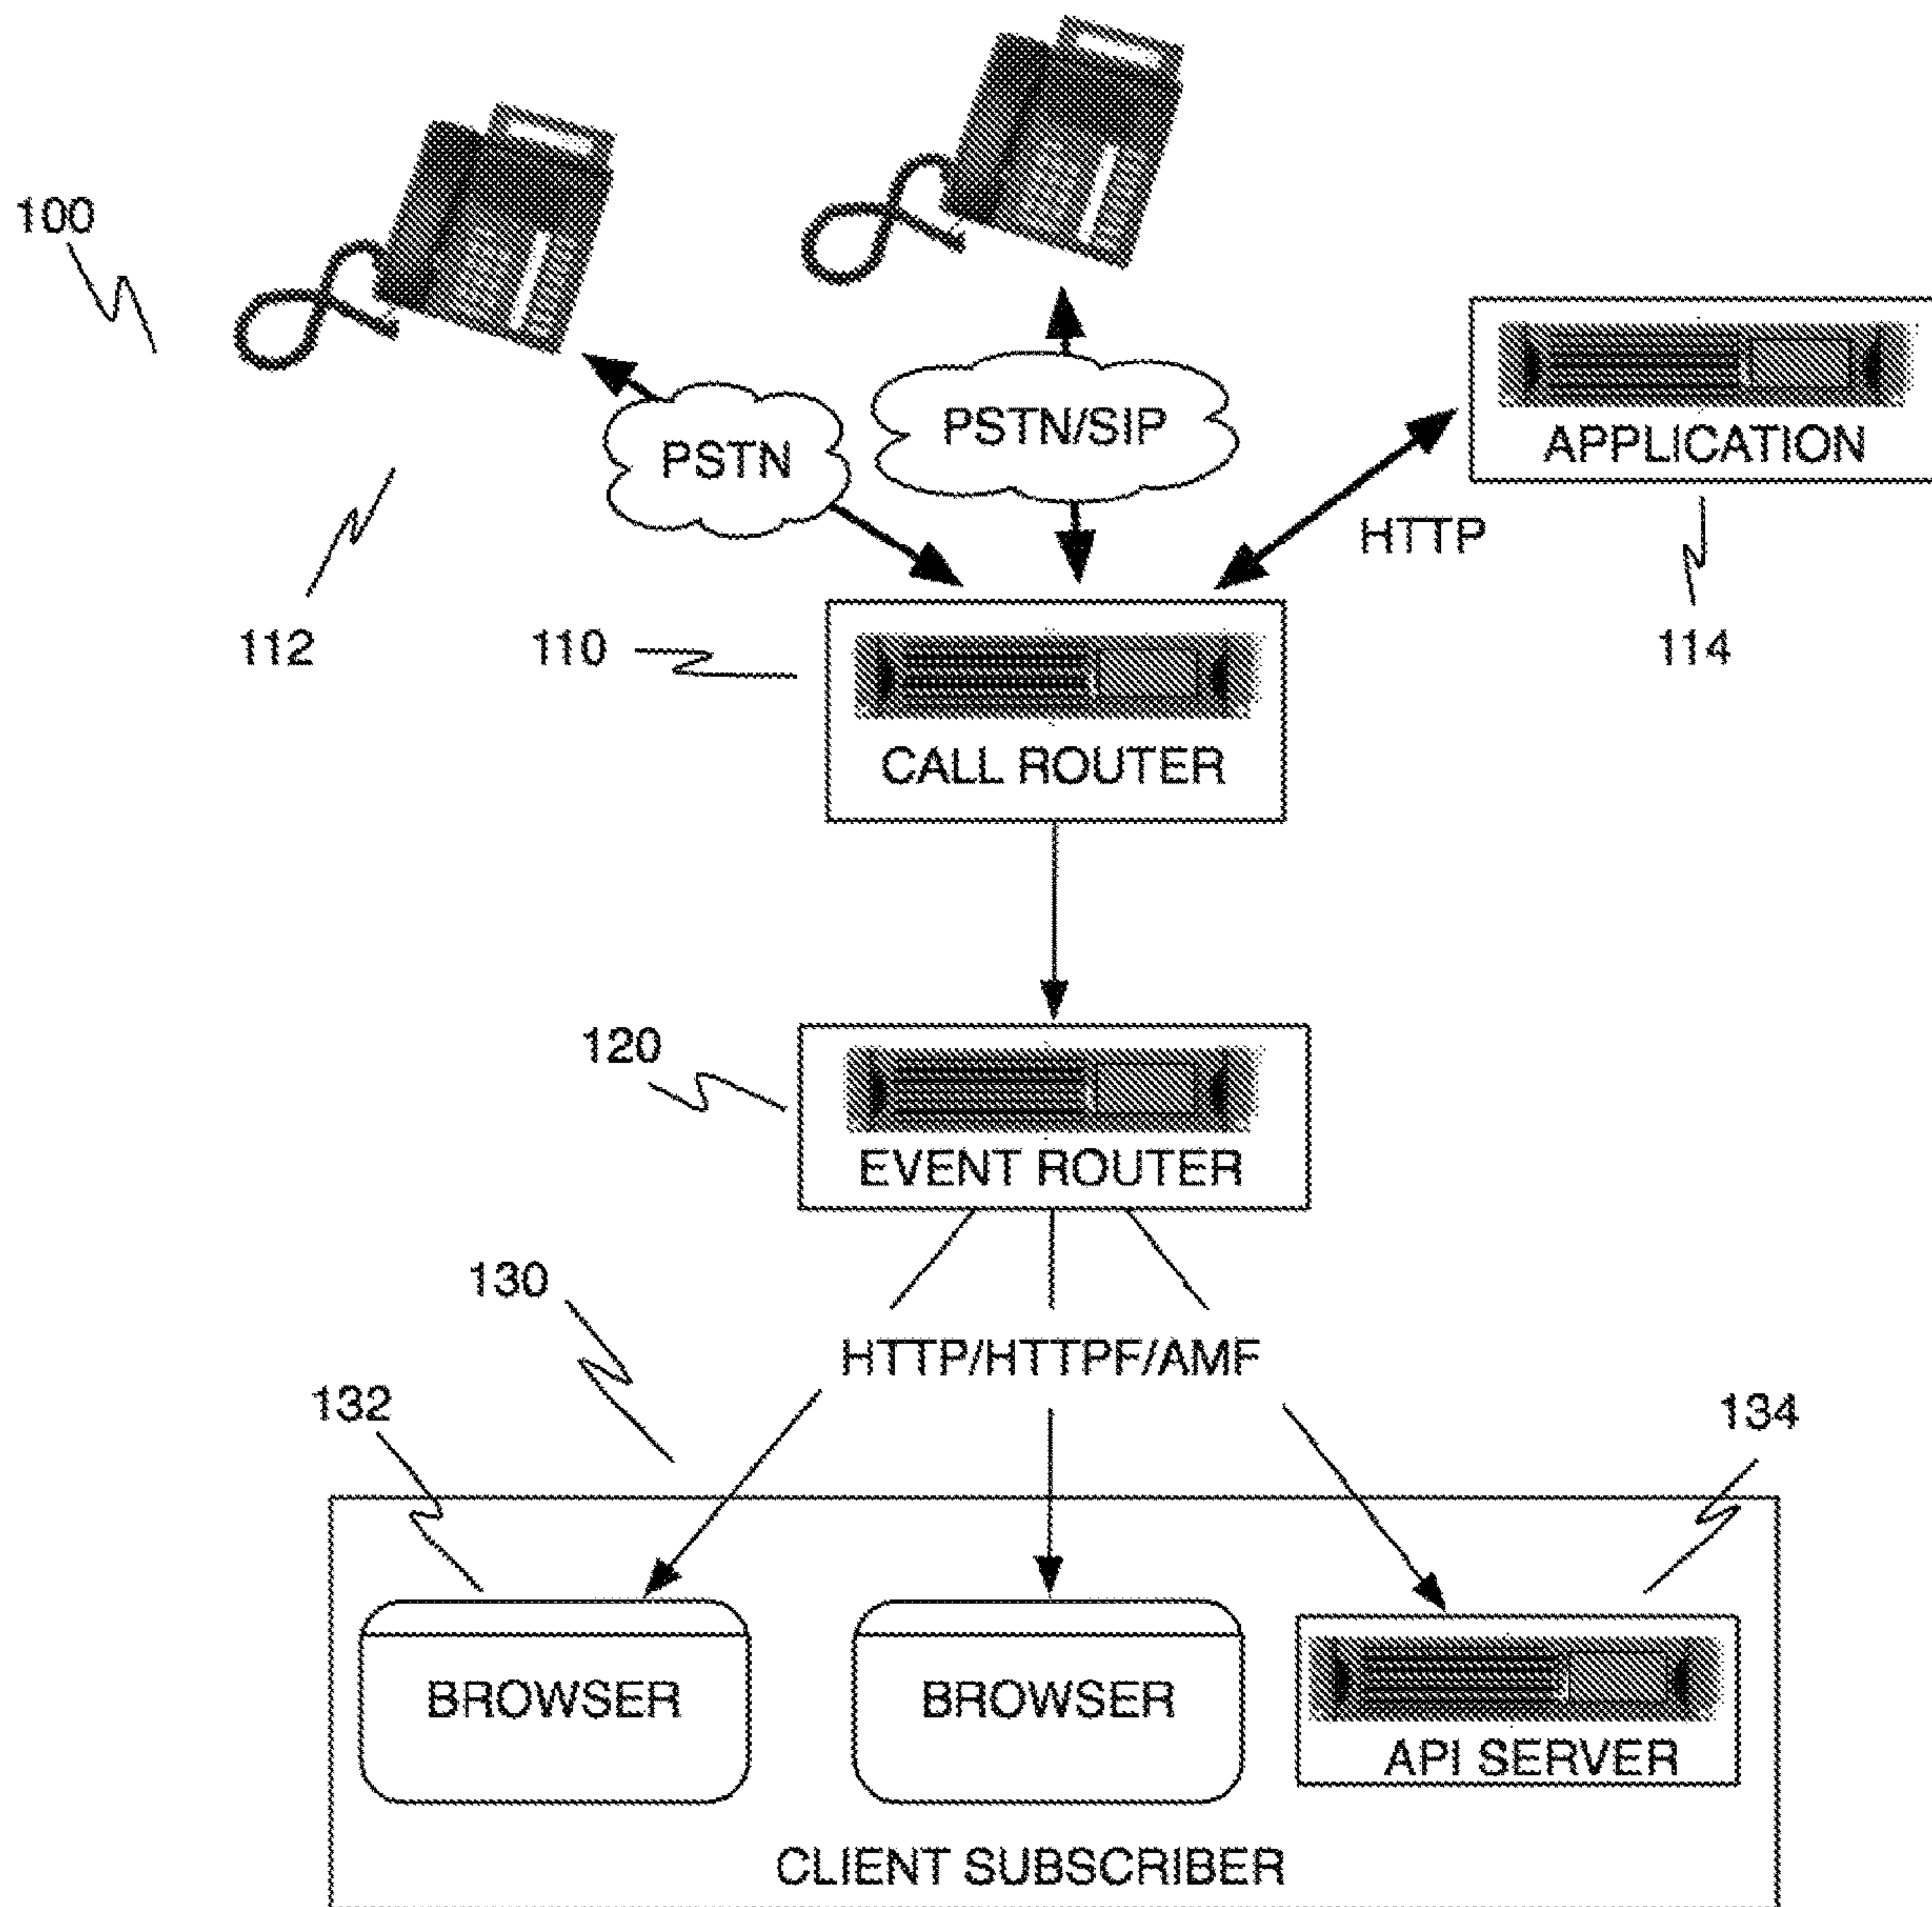 100
PSTN
PSTN/SIP
APPLICATION
HTTP
112
110
114
CALL ROUTER
120
EVENT ROUTER
130
HTTP/HTTPF/AMF
132
134
BROWSER
BROWSER
API SERVER
CLIENT SUBSCRIBER